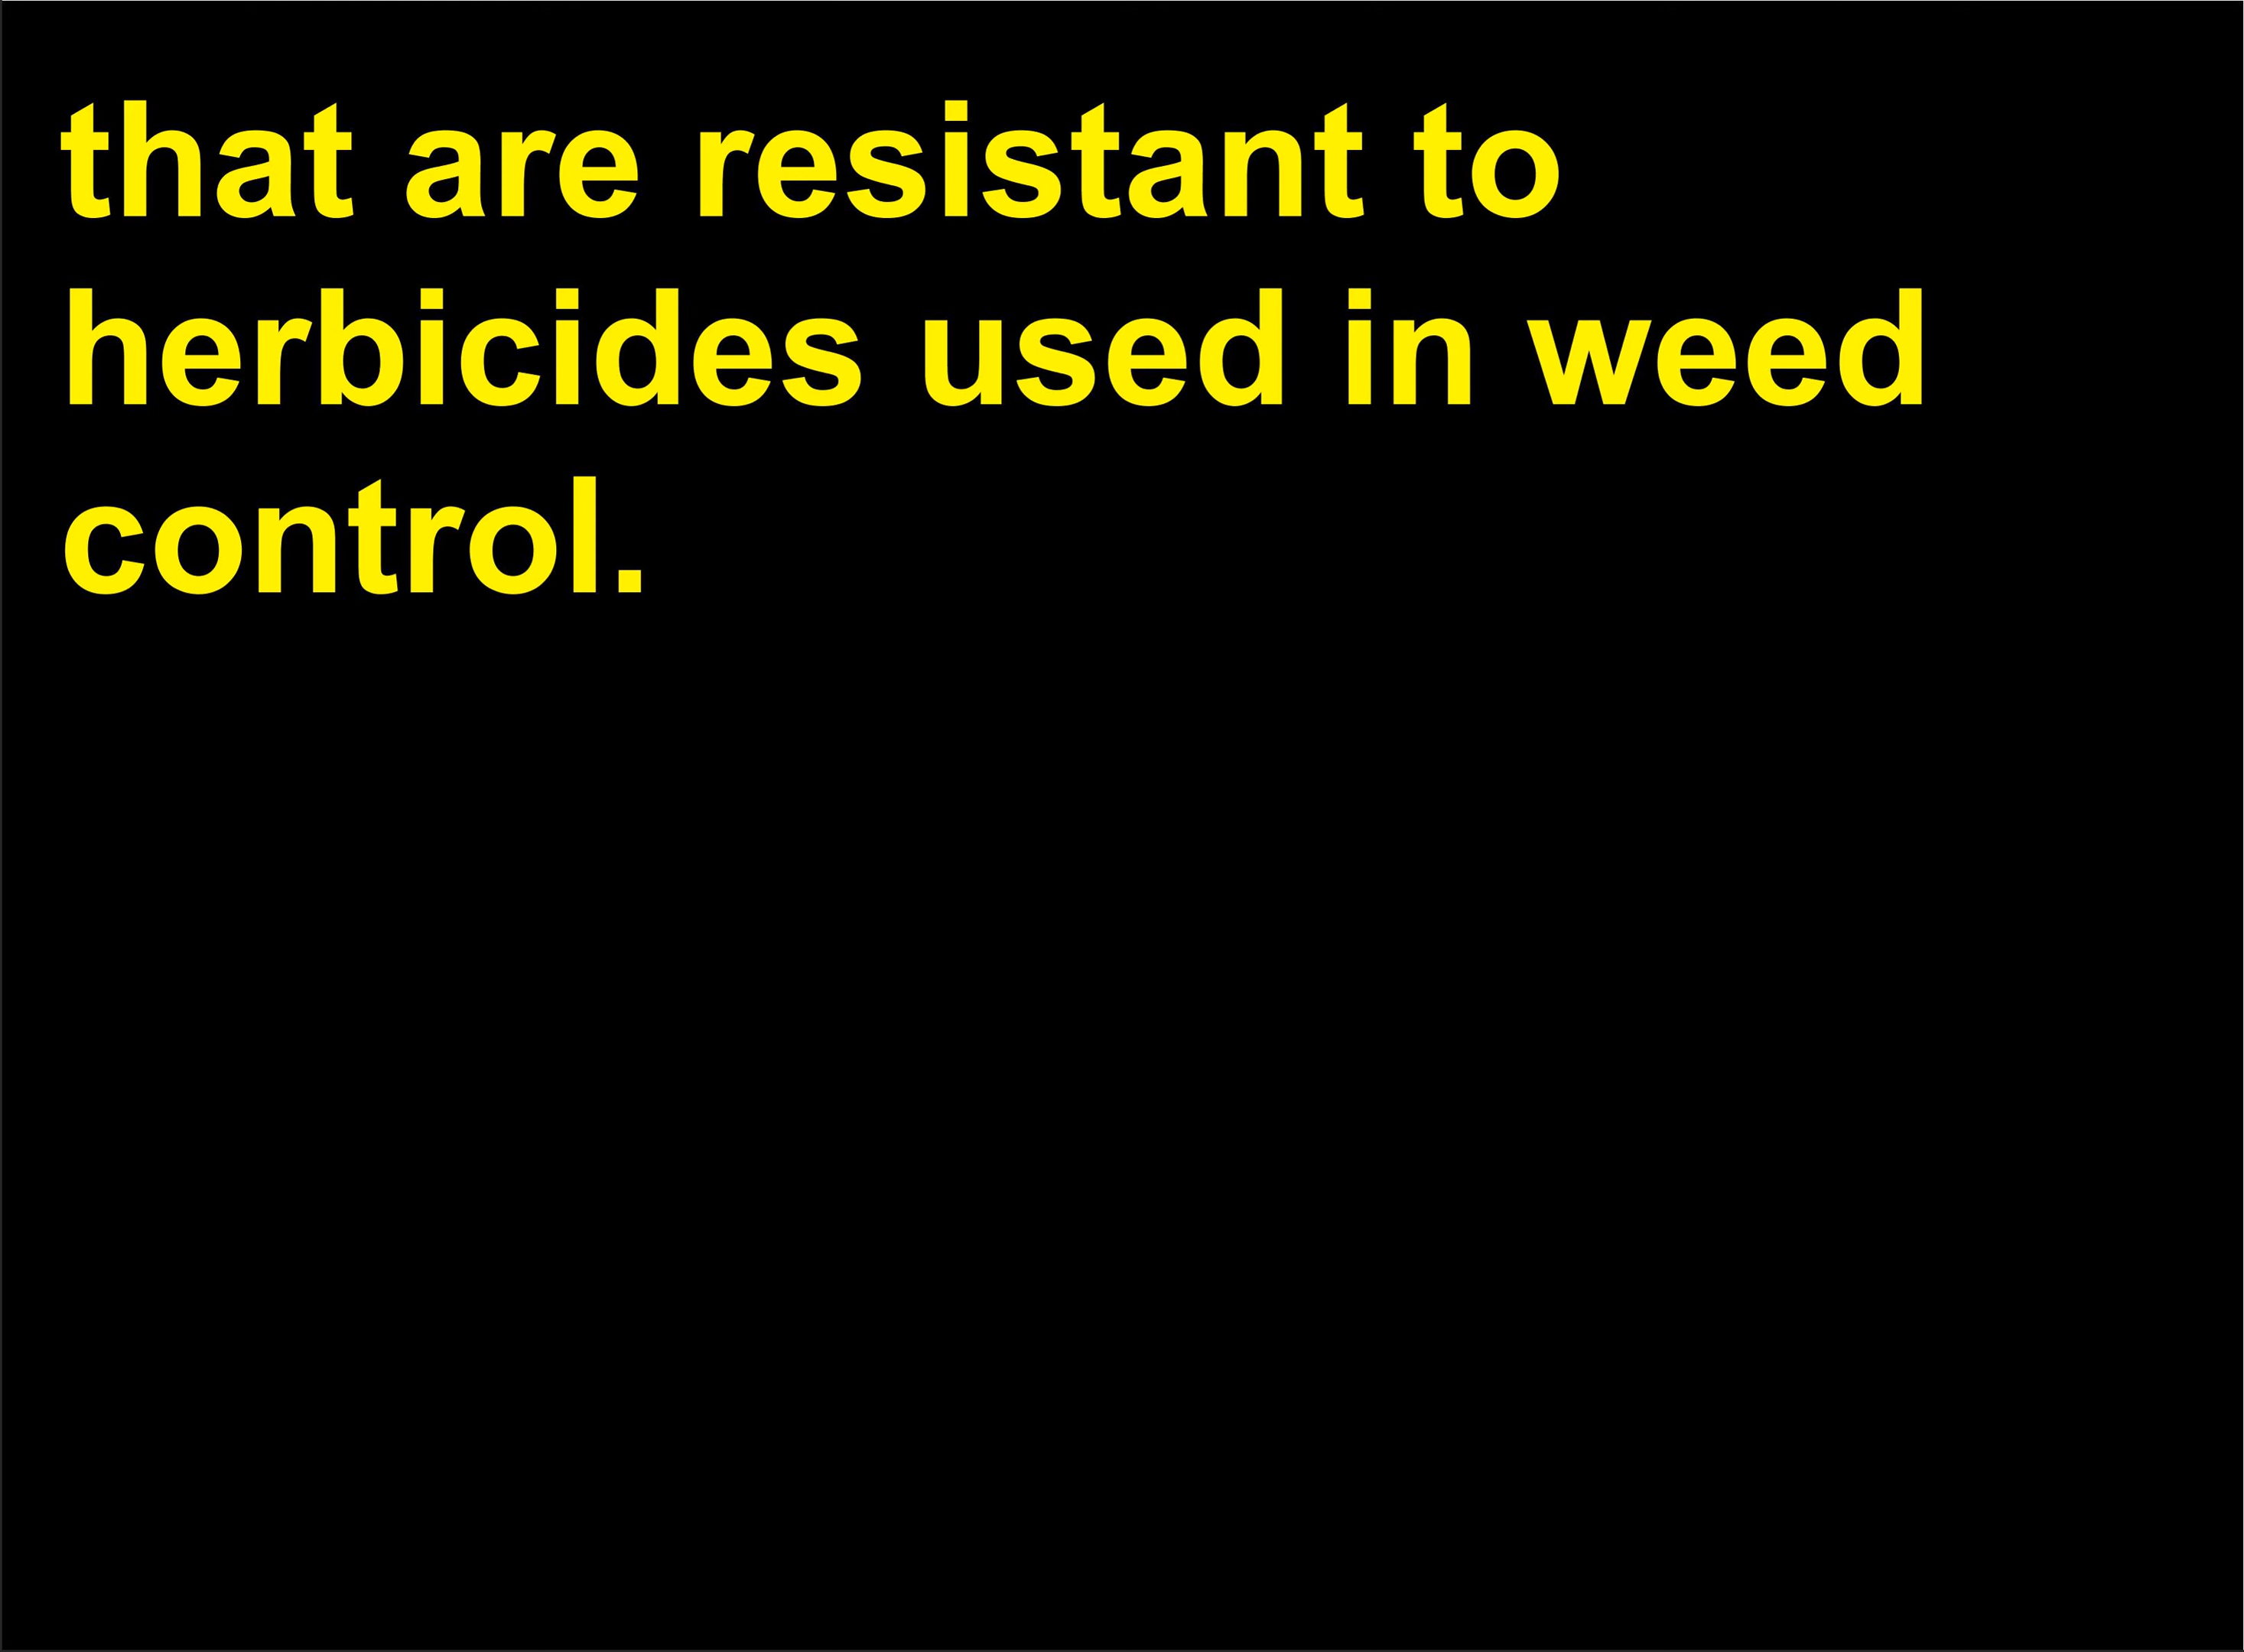 that are resistant to
herbicides used in weed
control.